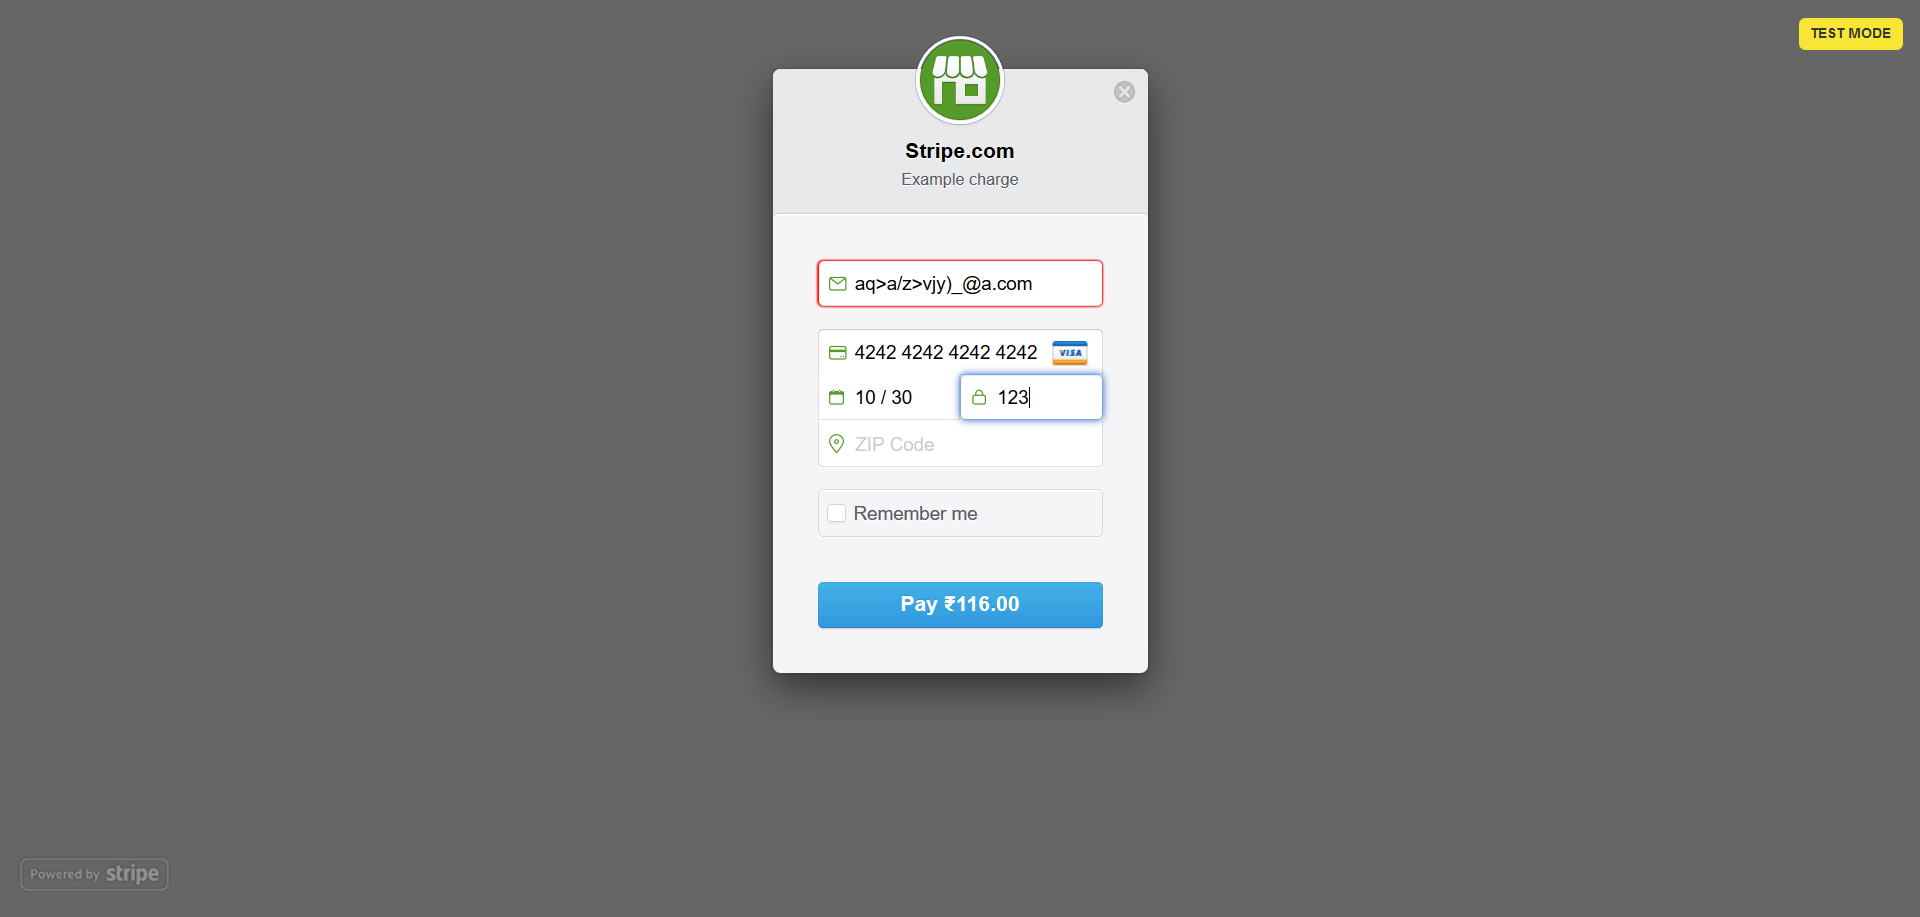 TEST MODE
Stripe.com
Example charge
aq>a/z>vjy)_@a.com
4242 4242 4242 4242 VISA
10 / 30 123
ZIP Code
Remember me
Pay ₹116.00
Powered by stripe